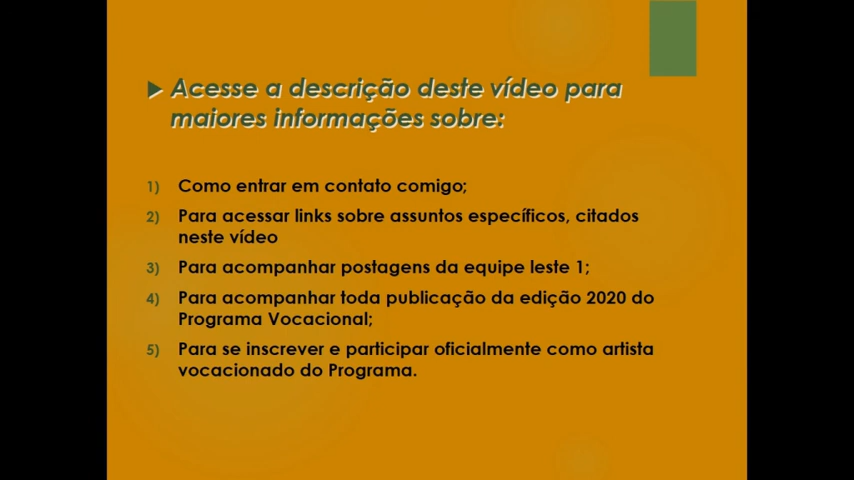 Acesse a descrição deste vídeo para
maiores informações sobre:
1) Como entrar em contato comigo;
2) Para acessar links sobre assuntos específicos, citados
neste vídeo
3) Para acompanhar postagens da equipe leste 1;
4) Para acompanhar toda publicação da edição 2020 do
Programa Vocacional;
5) Para se inscrever e participar oficialmente como artista
vocacionado do Programa.